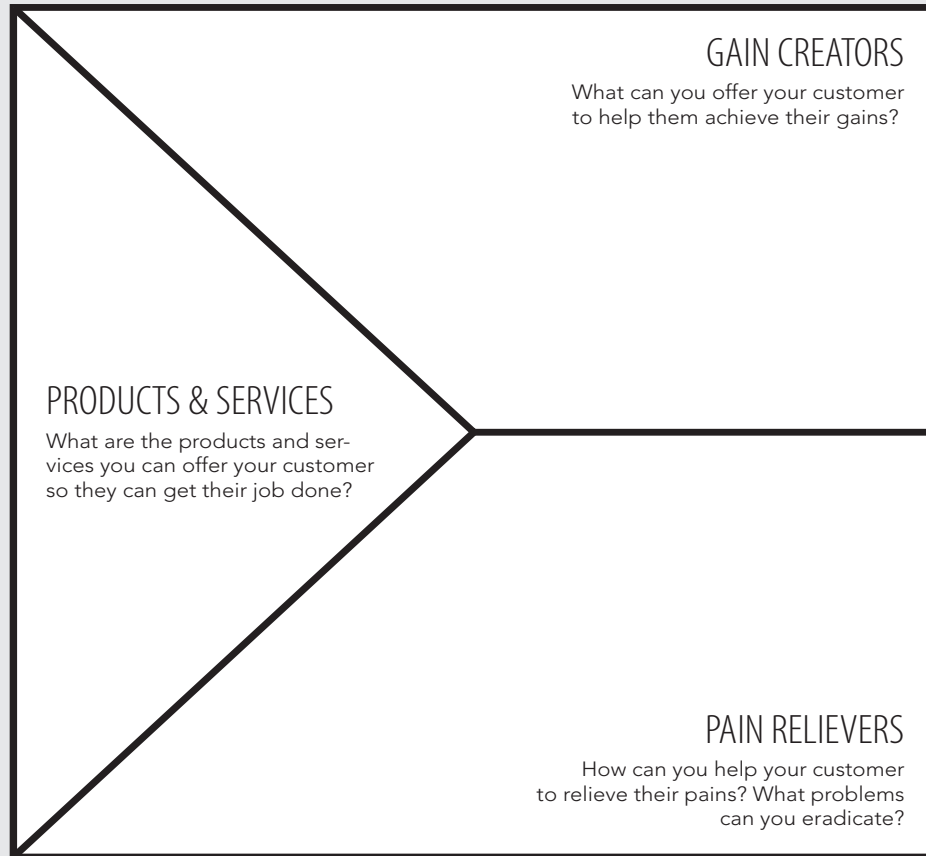 GAIN CREATORS
What can you offer your customer
to help them achieve their gains?
PRODUCTS & SERVICES
What are the products and ser-
vices you can offer your customer
so they can get their job done?
PAIN RELIEVERS
How can you help your customer
to relieve their pains? What problems
can you eradicate?